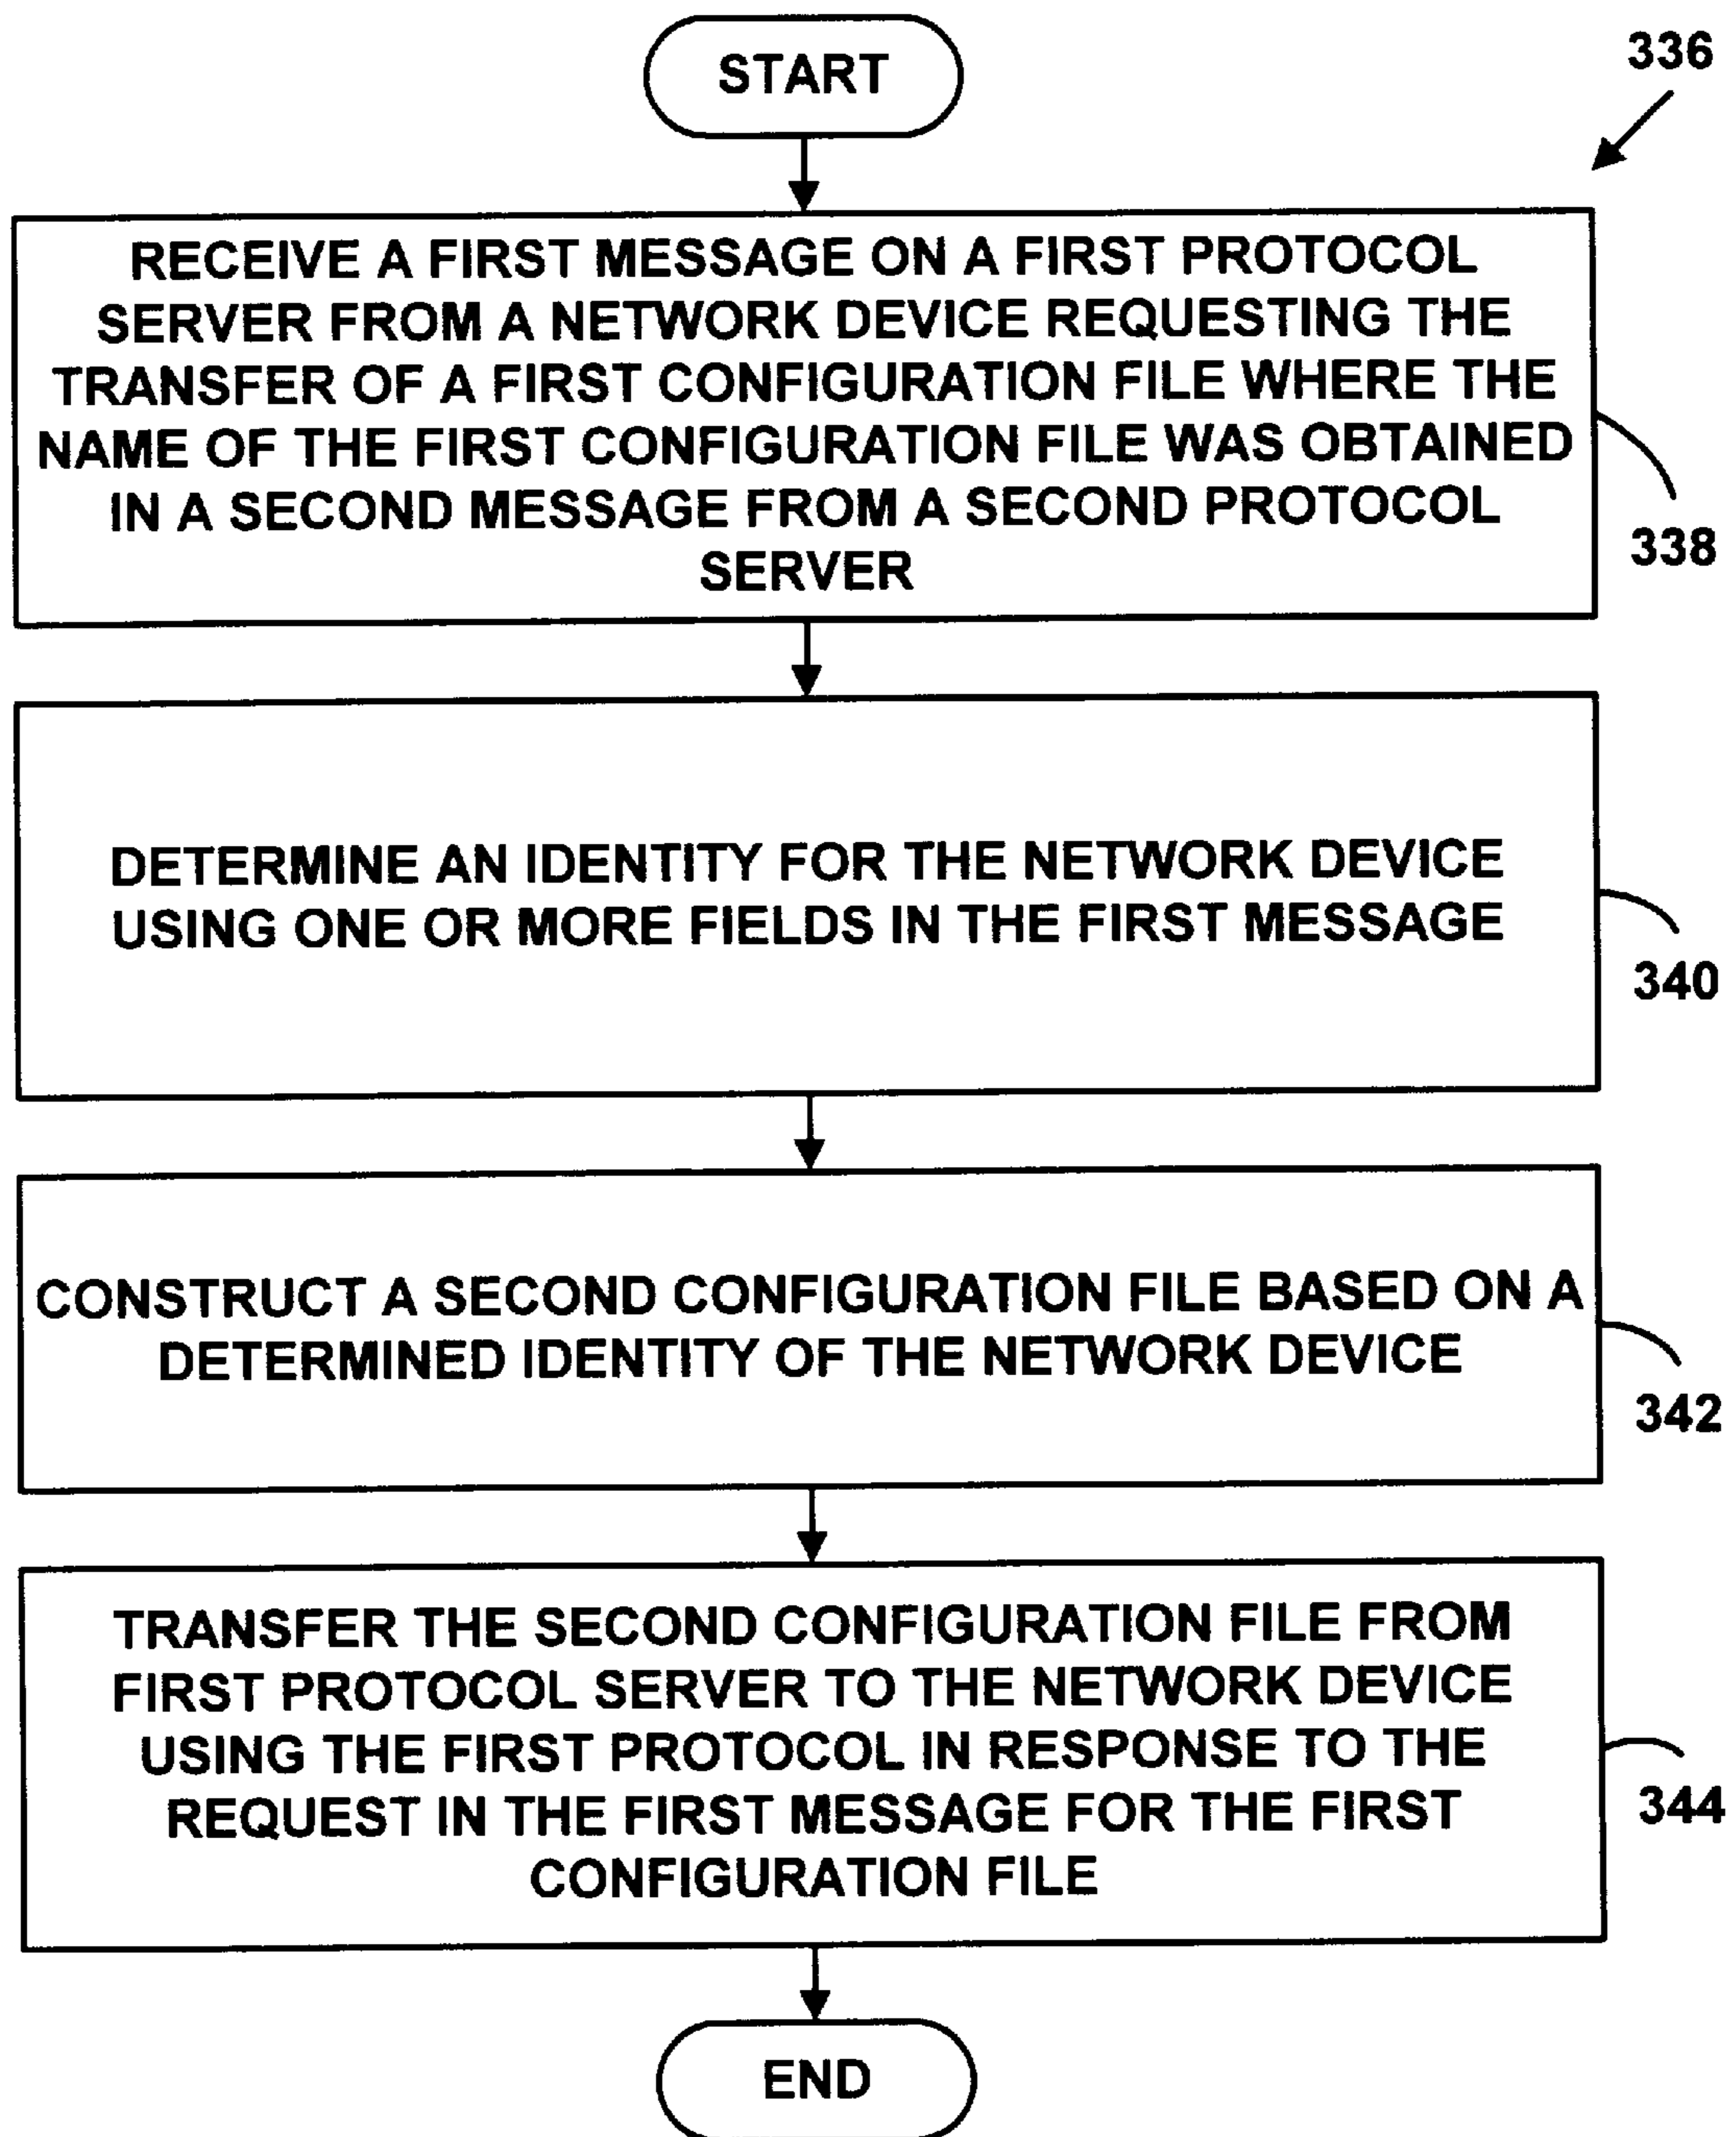 START
336
RECEIVE A FIRST MESSAGE ON A FIRST PROTOCOL
SERVER FROM A NETWORK DEVICE REQUESTING THE
TRANSFER OF A FIRST CONFIGURATION FILE WHERE THE
NAME OF THE FIRST CONFIGURATION FILE WAS OBTAINED
IN A SECOND MESSAGE FROM A SECOND PROTOCOL
SERVER
338
DETERMINE AN IDENTITY FOR THE NETWORK DEVICE
USING ONE OR MORE FIELDS IN THE FIRST MESSAGE
340
CONSTRUCT A SECOND CONFIGURATION FILE BASED ON A
DETERMINED IDENTITY OF THE NETWORK DEVICE
342
TRANSFER THE SECOND CONFIGURATION FILE FROM
FIRST PROTOCOL SERVER TO THE NETWORK DEVICE
USING THE FIRST PROTOCOL IN RESPONSE TO THE
REQUEST IN THE FIRST MESSAGE FOR THE FIRST
CONFIGURATION FILE
344
END